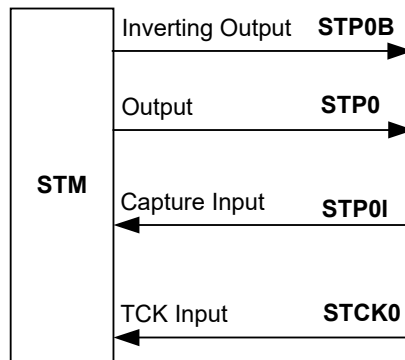 Inverting Output STP0B
Output STP0
STM
Capture Input STP0I
TCK Input STCK0